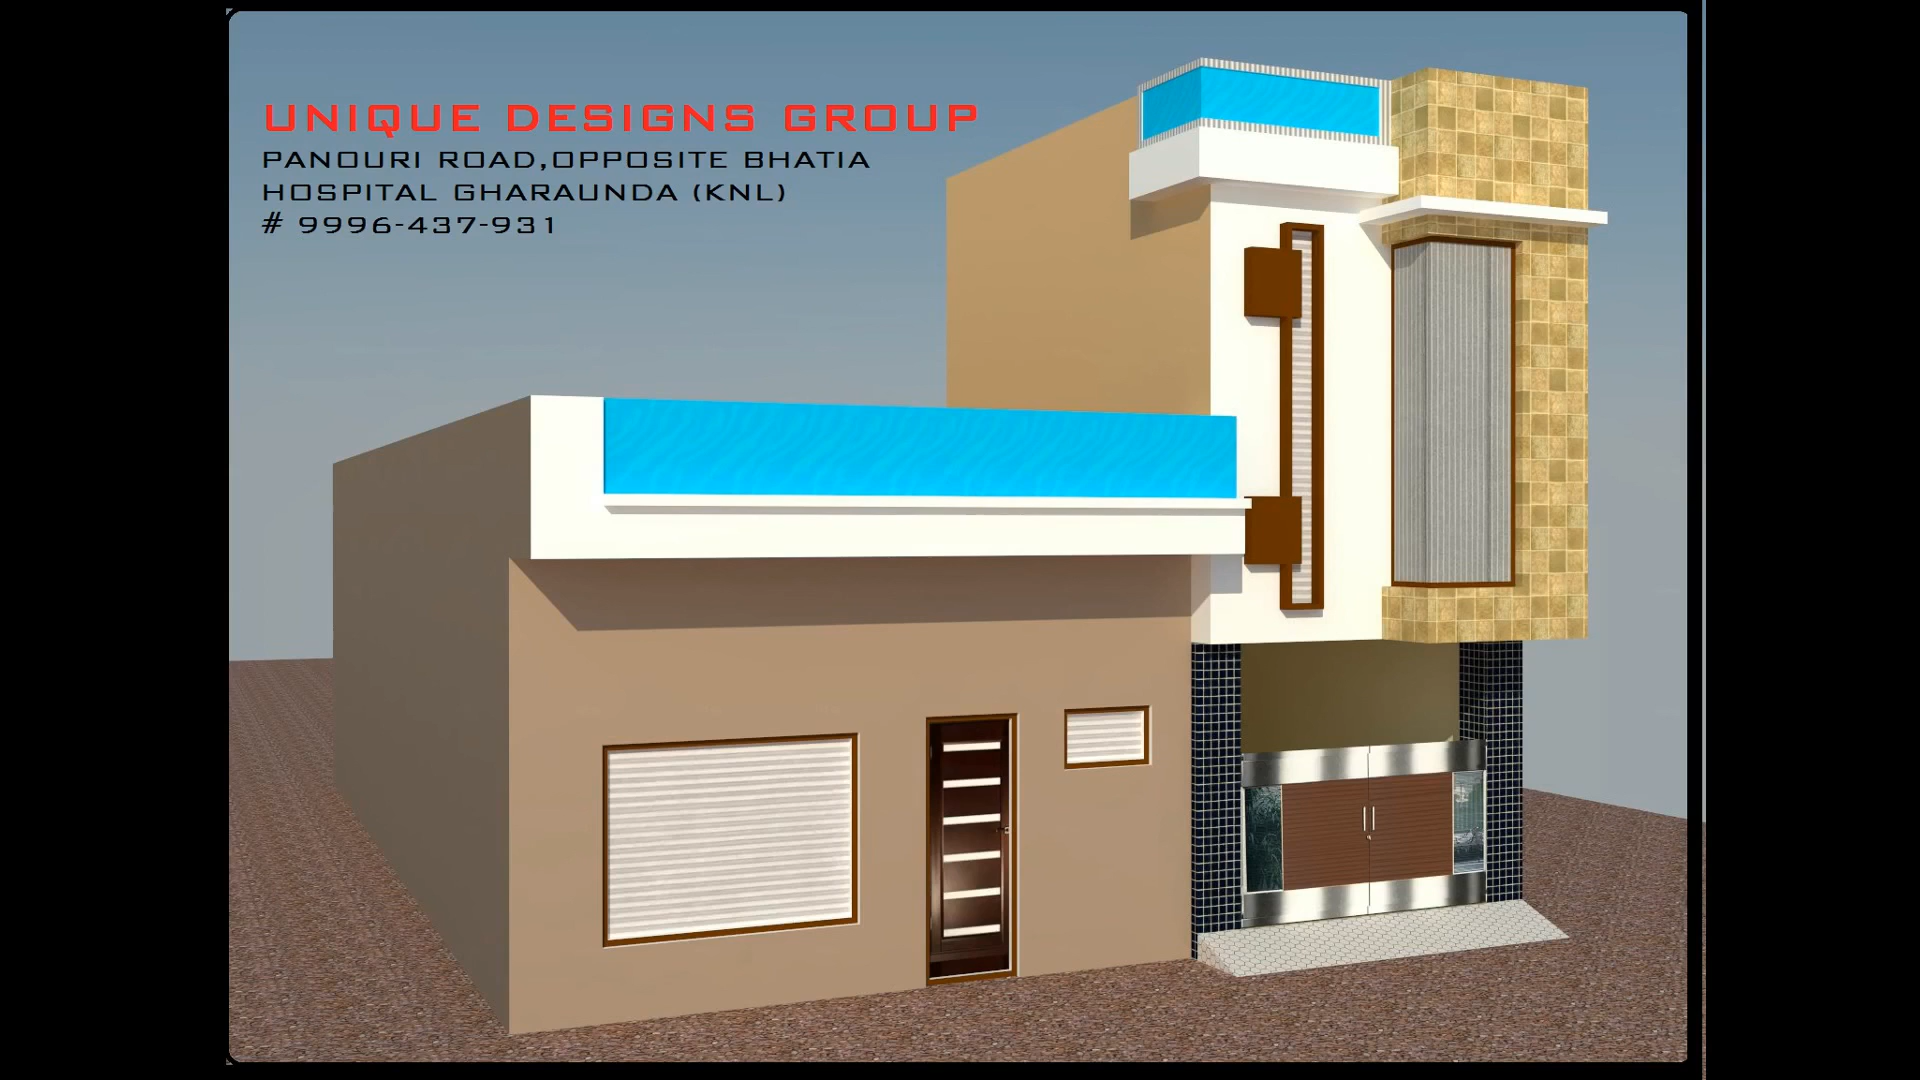 UNIQUE DESIGNS GROUP
PANOURI ROAD,OPPOSITE BHATIA
HOSPITAL GHARAUNDA (KNL)
# 9996-437-931